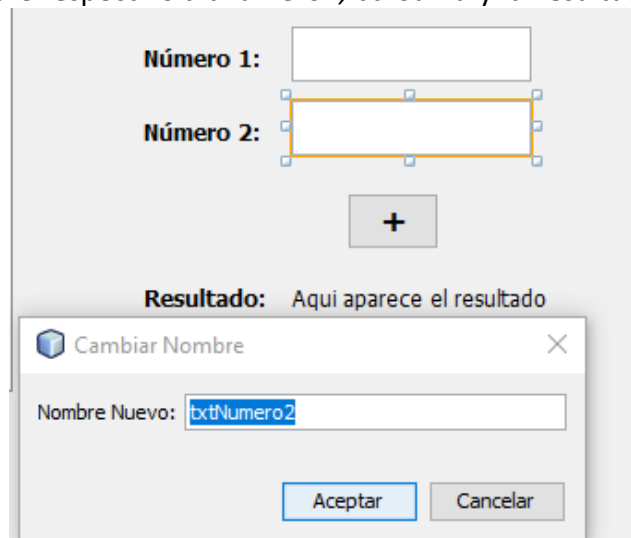 Número 1:
Número 2:
+
Resultado: Aqui aparece el resultado
Cambiar Nombre
Nombre Nuevo: txtNumero2
Aceptar Cancelar